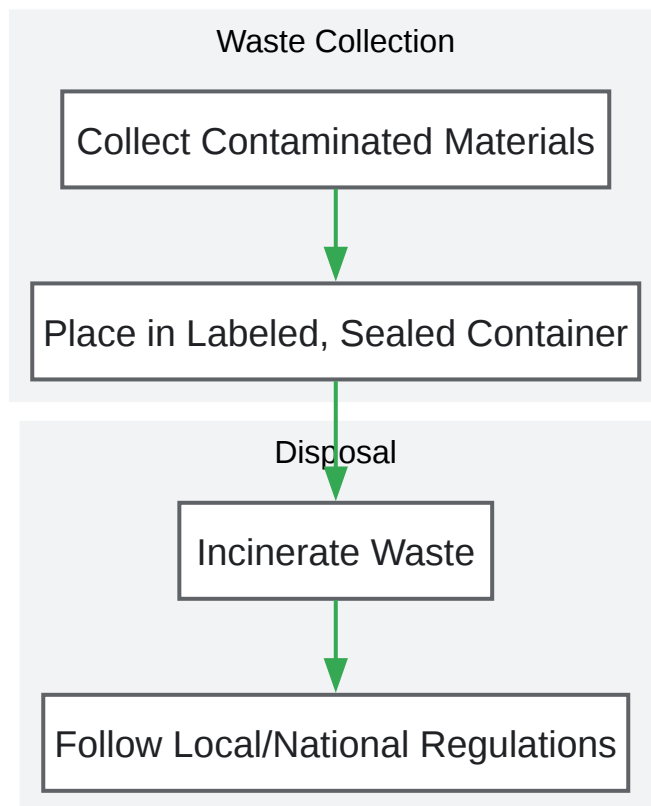 Waste Collection
Collect Contaminated Materials
Place in Labeled, Sealed Container
Disposal
Incinerate Waste
Follow Local/National Regulations